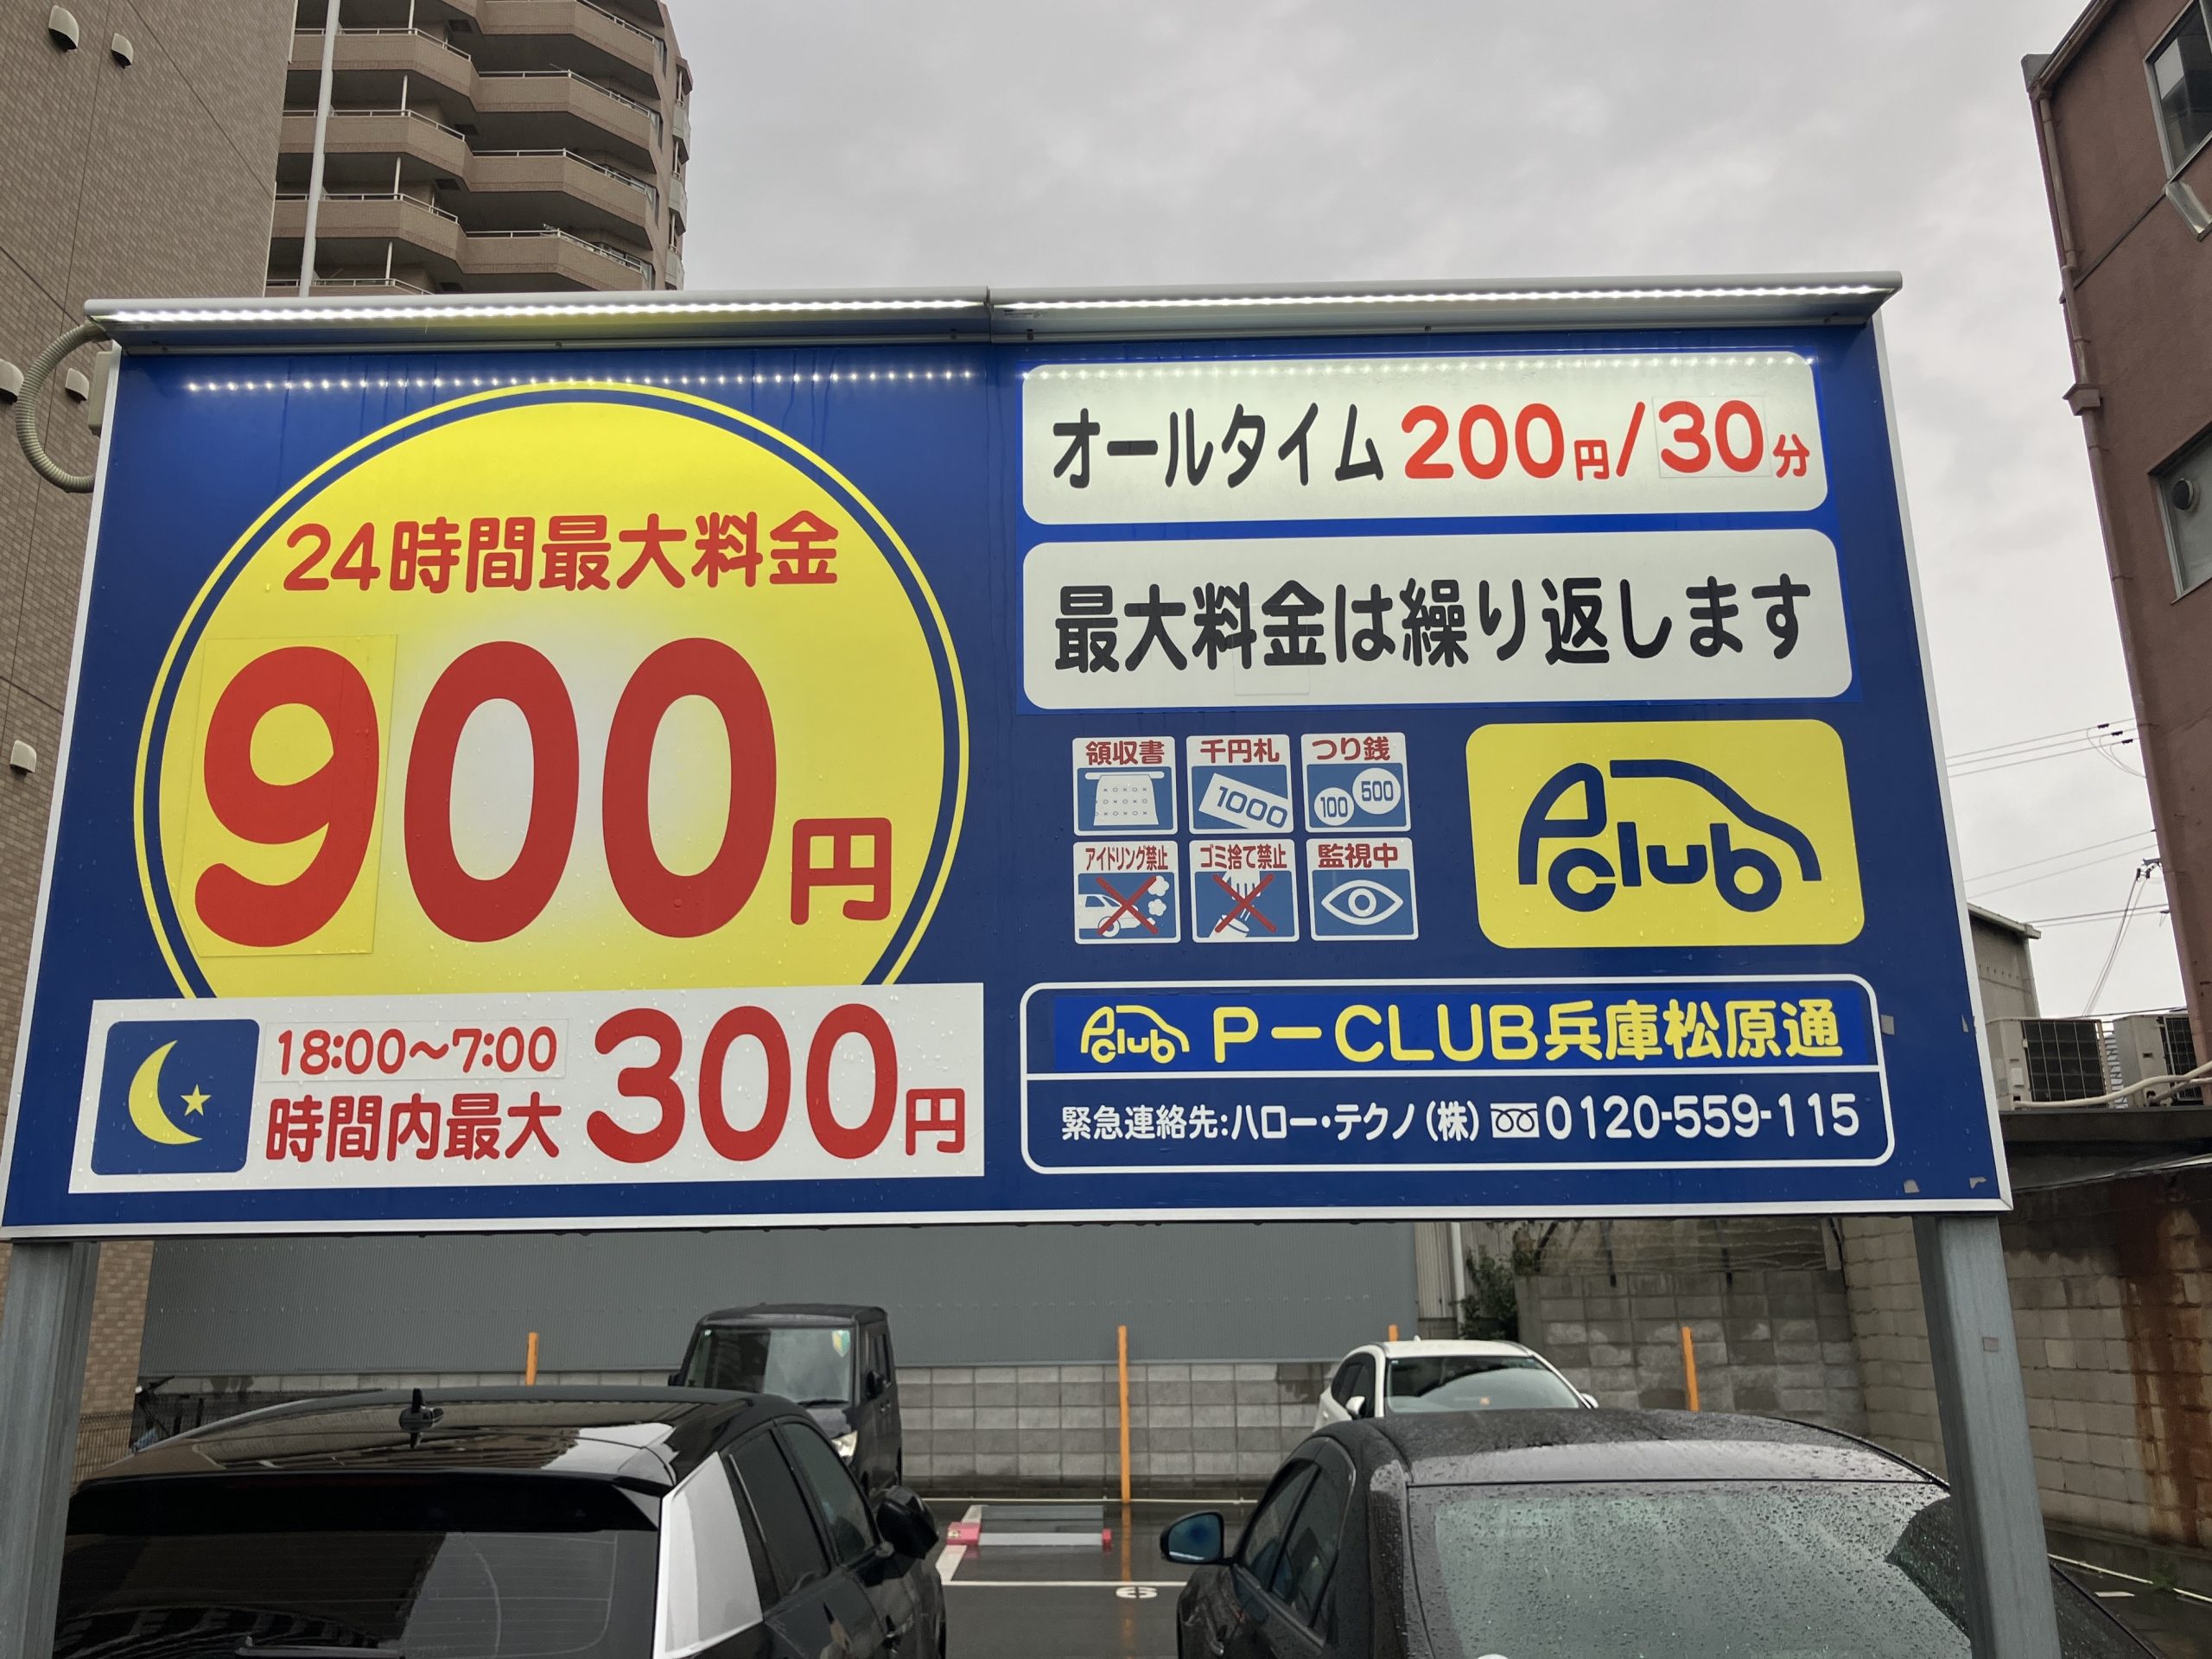 24時間最大料金
900円
18:00〜7:00
時間内最大 300円
オールタイム 200円/30分
最大料金は繰り返します
領収書
千円札
1000
つり銭
100 500
アイドリング禁止
ゴミ捨て禁止
監視中
Pclub
Pclub P－CLUB兵庫松原通
緊急連絡先:ハロー・テクノ(株) 0120-559-115